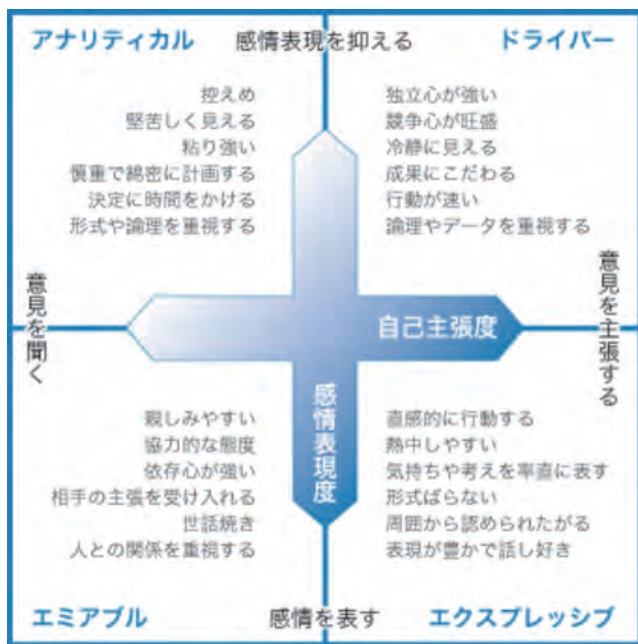 アナリティカル
感情表現を抑える
ドライバー
控えめ
堅苦しく見える
粘り強い
慎重で綿密に計画する
決定に時間をかける
形式や論理を重視する
独立心が強い
競争心が旺盛
冷静に見える
成果にこだわる
行動が速い
論理やデータを重視する
意見を聞く
自己主張度
意見を主張する
感情表現度
親しみやすい
協力的な態度
依存心が強い
相手の主張を受け入れる
世話焼き
人との関係を重視する
直感的に行動する
熱中しやすい
気持ちや考えを率直に表す
形式ばらない
周囲から認められたがる
表現が豊かで話し好き
エミアブル
感情を表す
エクスプレッシブ